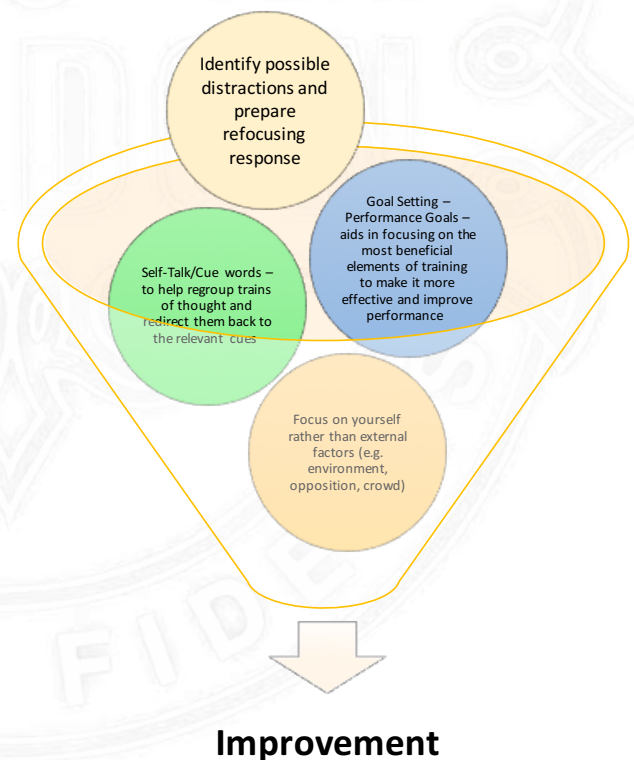 Identify possible
distractions and
prepare
refocusing
response
Goal Setting –
Performance Goals –
aids in focusing on the
most beneficial
elements of training
to make it more
effective and improve
performance
Self-Talk/Cue words –
to help regroup trains
of thought and
redirect them back to
the relevant cues
Focus on yourself
rather than external
factors (e.g.
environment,
opposition, crowd)
FIDE
Improvement